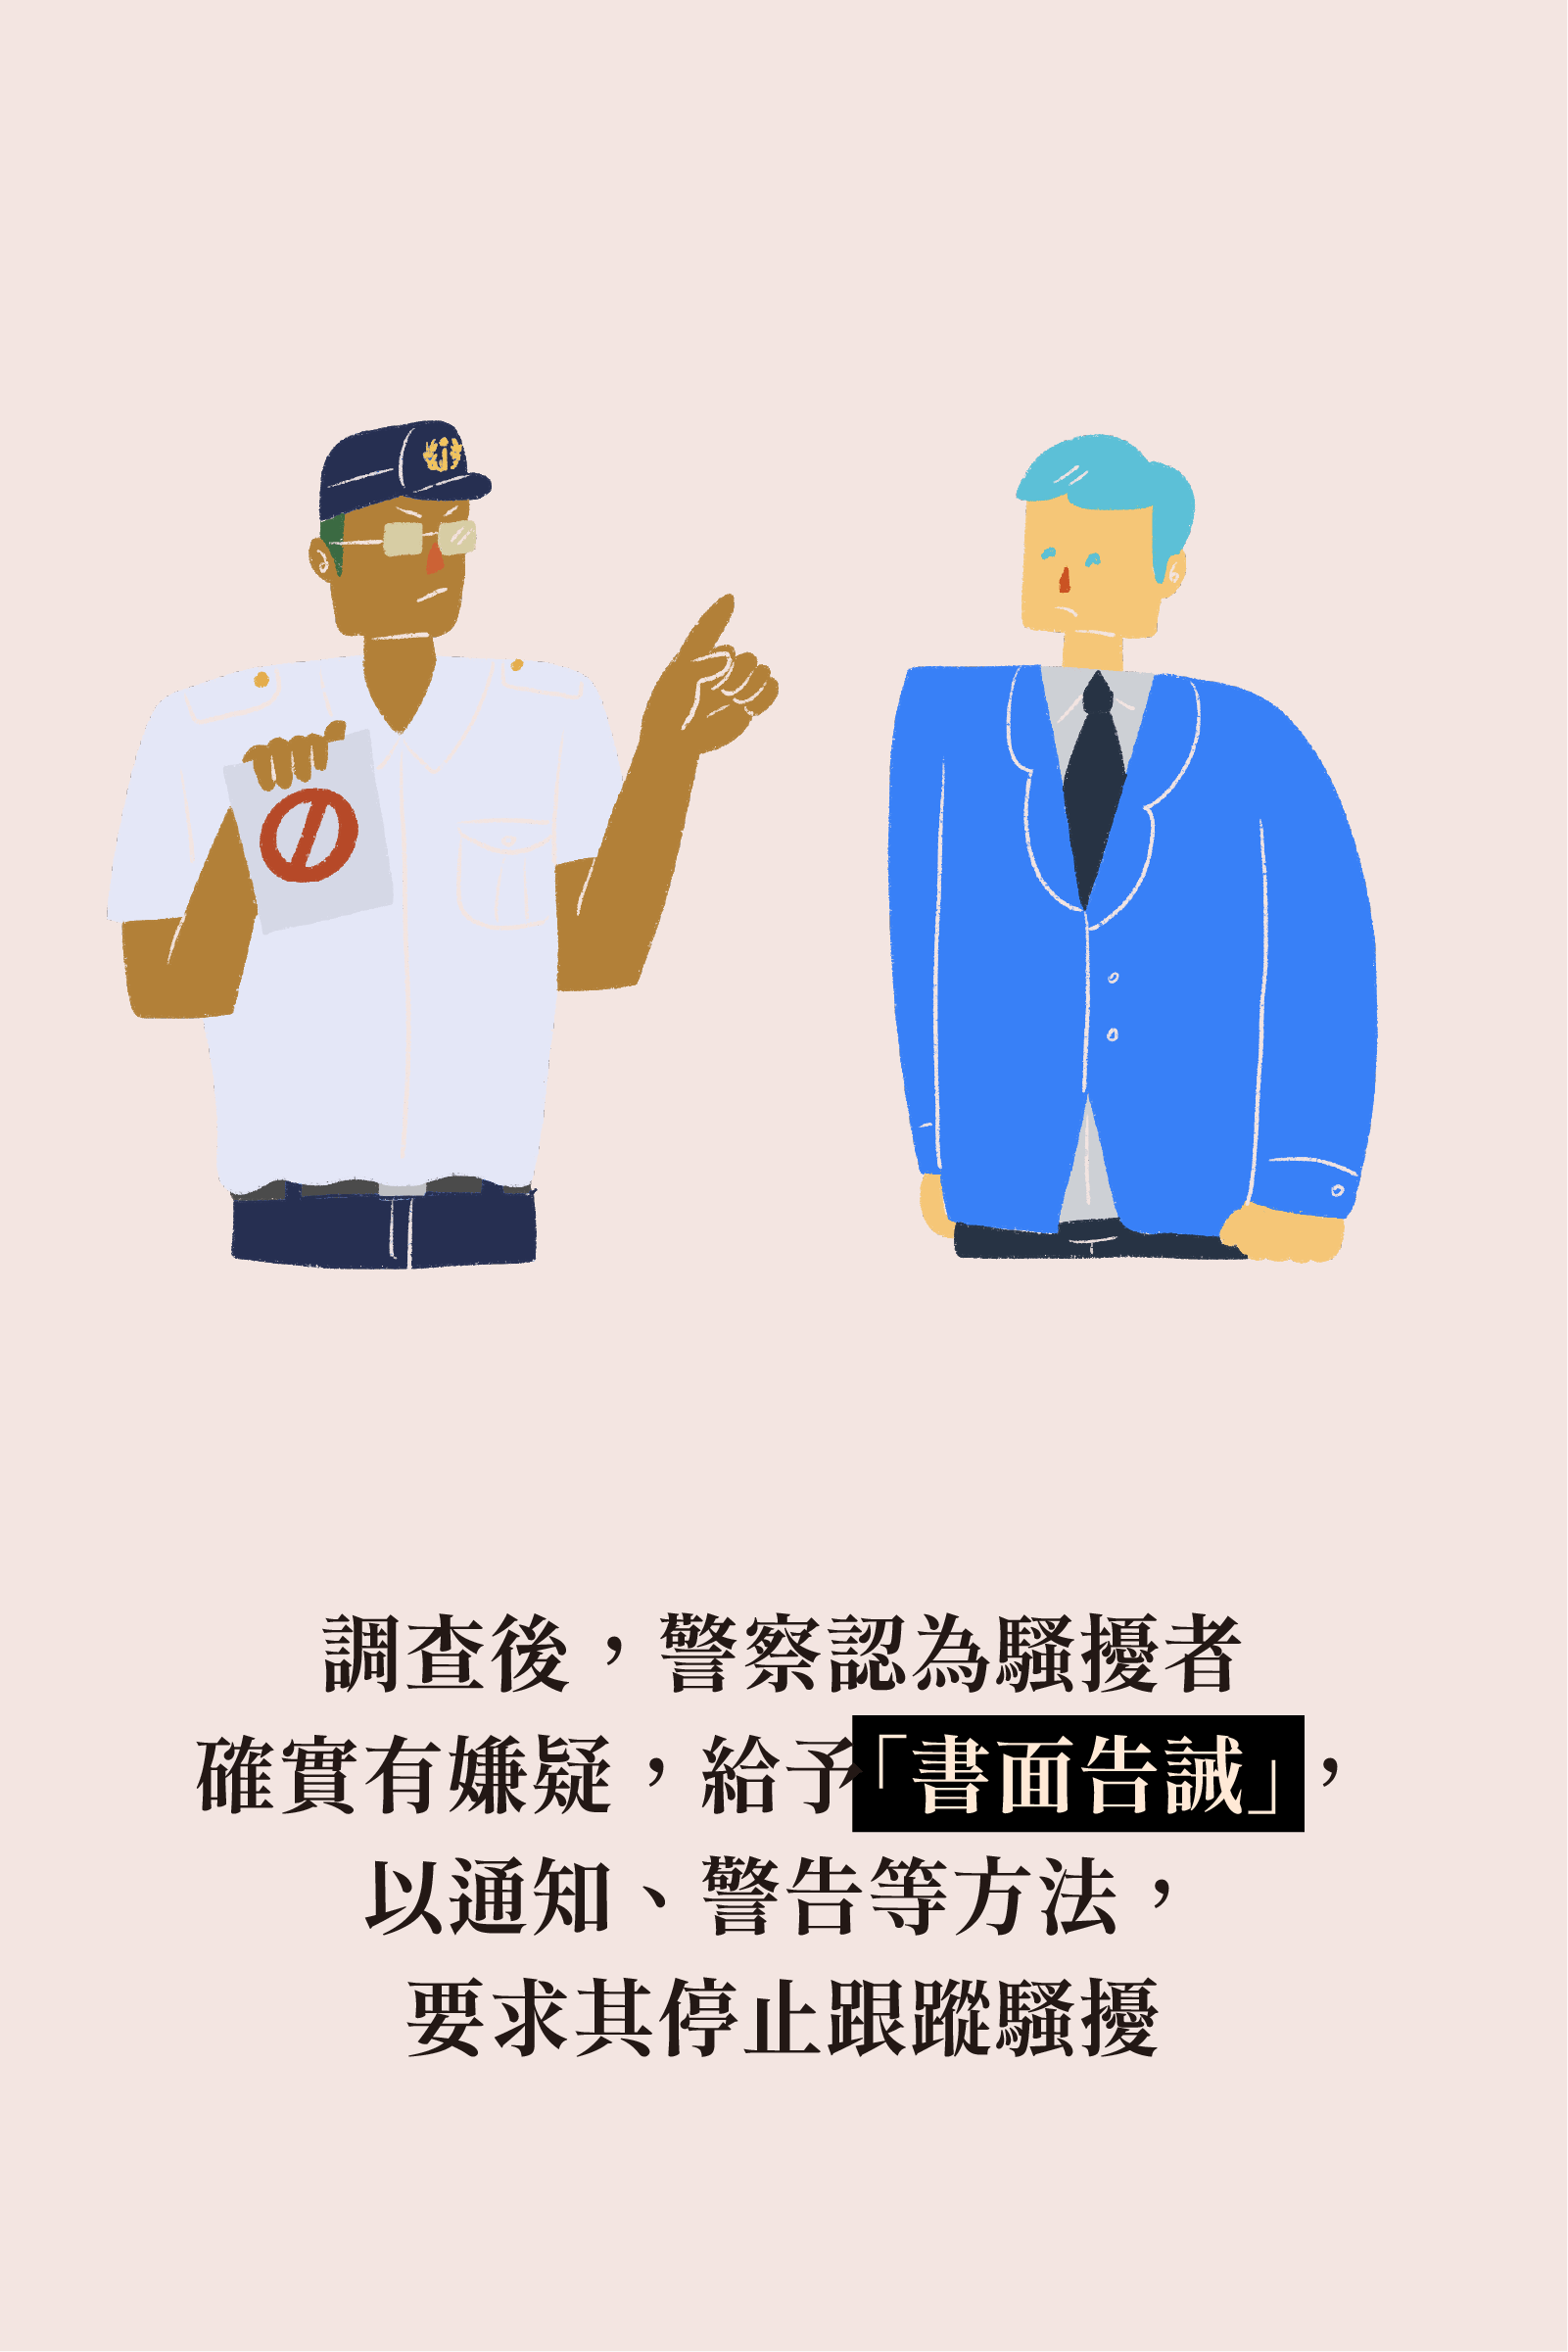 調查後，警察認為騷擾者
確實有嫌疑，給予「書面告誡」，
以通知、警告等方法，
要求其停止跟蹤騷擾